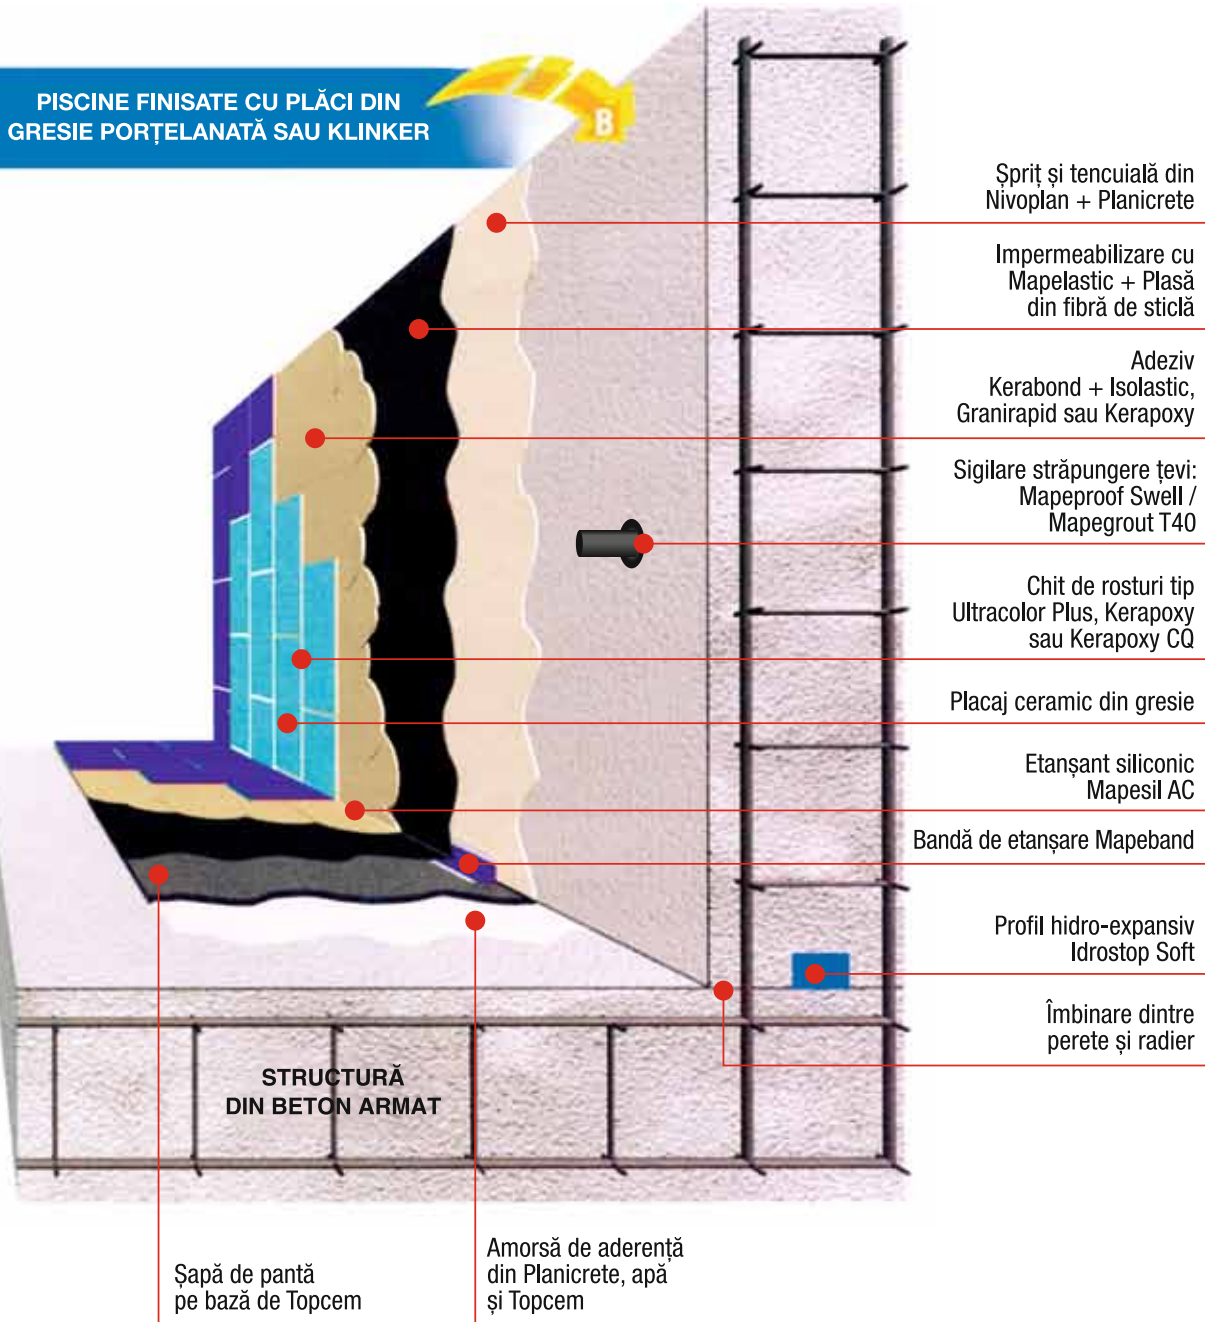 PISCINE FINISATE CU PLĂCI DIN
GRESIE PORȚELANATĂ SAU KLINKER
B
Șpriț și tencuială din
Nivoplan + Planicrete
Impermeabilizare cu
Mapelastic + Plasă
din fibră de sticlă
Adeziv
Kerabond + Isolastic,
Granirapid sau Kerapoxy
Sigilare străpungere țevi:
Mapeproof Swell /
Mapegrout T40
Chit de rosturi tip
Ultracolor Plus, Kerapoxy
sau Kerapoxy CQ
Placaj ceramic din gresie
Etanșant siliconic
Mapesil AC
Bandă de etanșare Mapeband
Profil hidro-expansiv
Idrostop Soft
Îmbinare dintre
perete și radier
STRUCTURĂ
DIN BETON ARMAT
Șapă de pantă
pe bază de Topcem
Amorsă de aderență
din Planicrete, apă
și Topcem